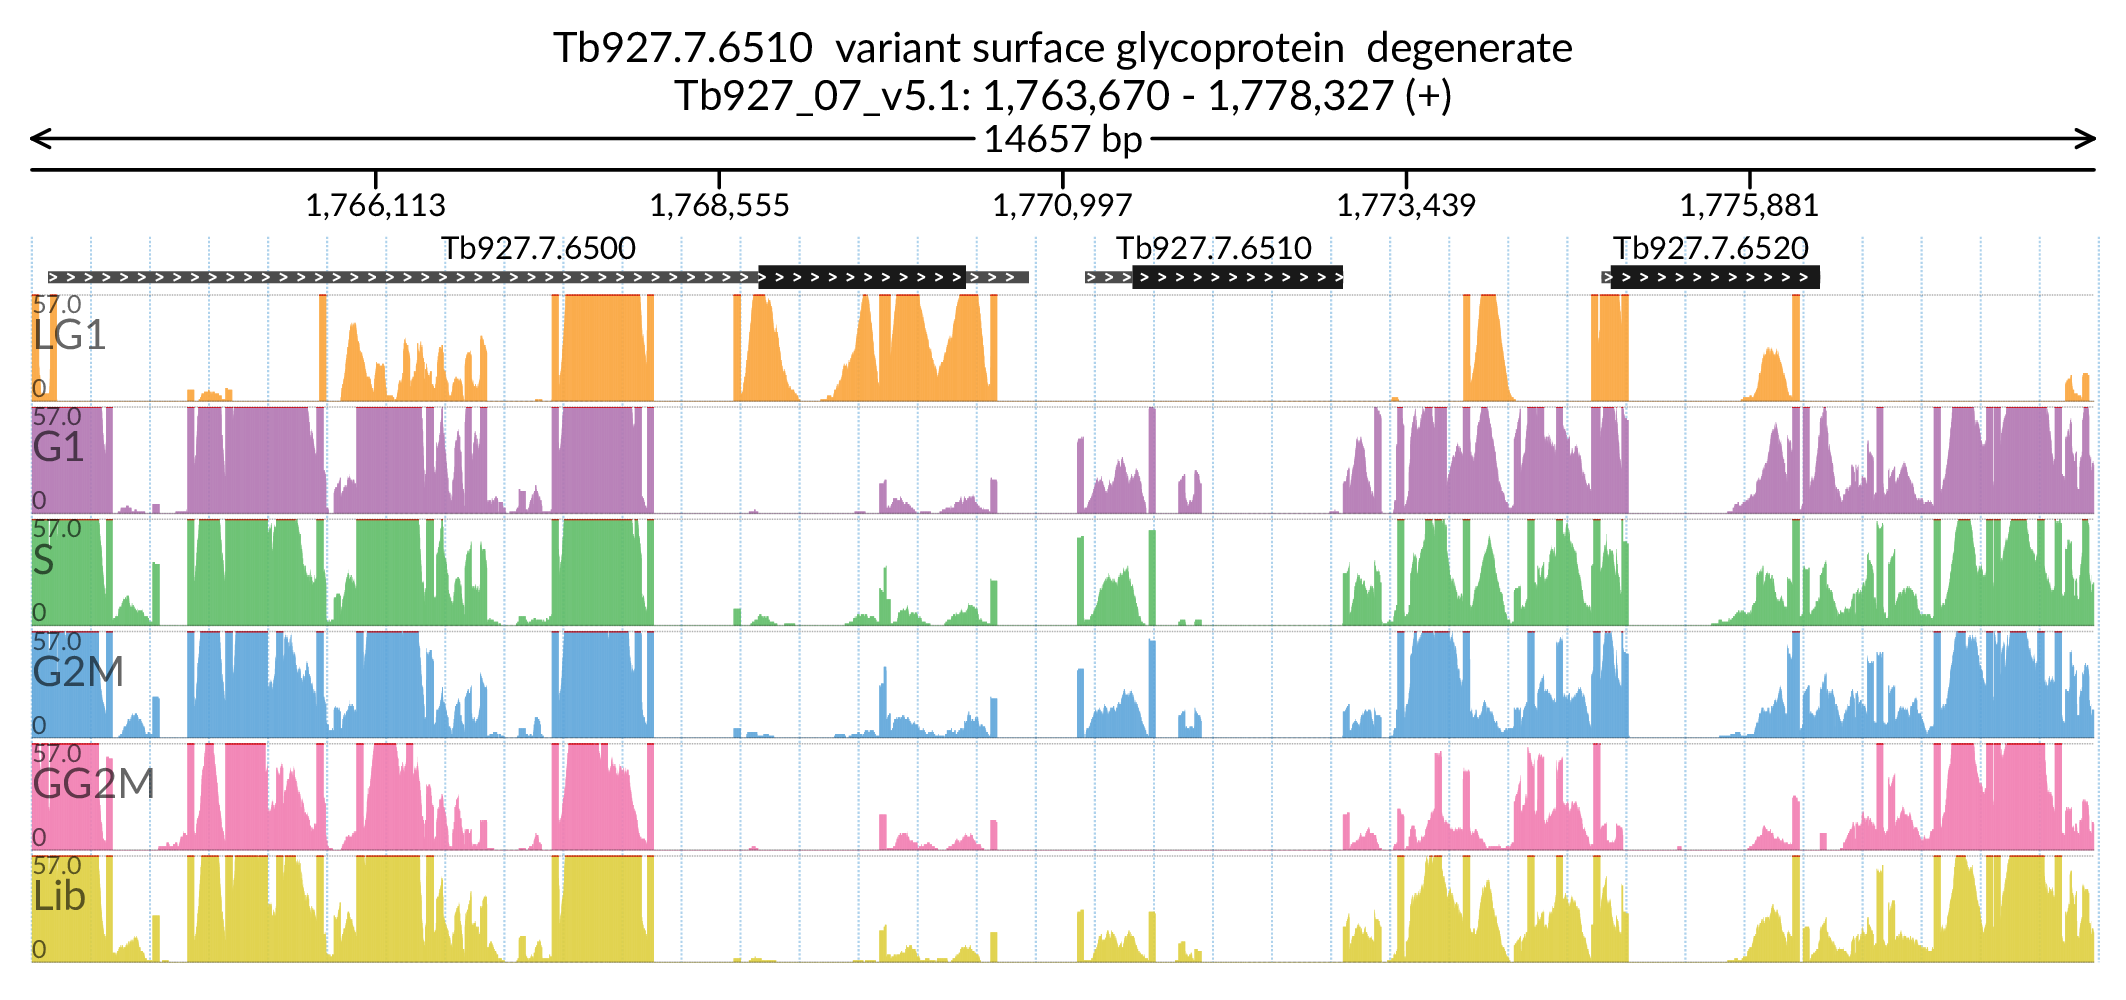 Tb927.7.6510 variant surface glycoprotein degenerate
Tb927_07_v5.1: 1,763,670 - 1,778,327 (+)
14657 bp
1,766,113 1,768,555 1,770,997 1,773,439 1,775,881
Tb927.7.6500 Tb927.7.6510 Tb927.7.6520
57.0
LG1
0
57.0
G1
0
57.0
S
0
57.0
G2M
0
57.0
GG2M
0
57.0
Lib
0